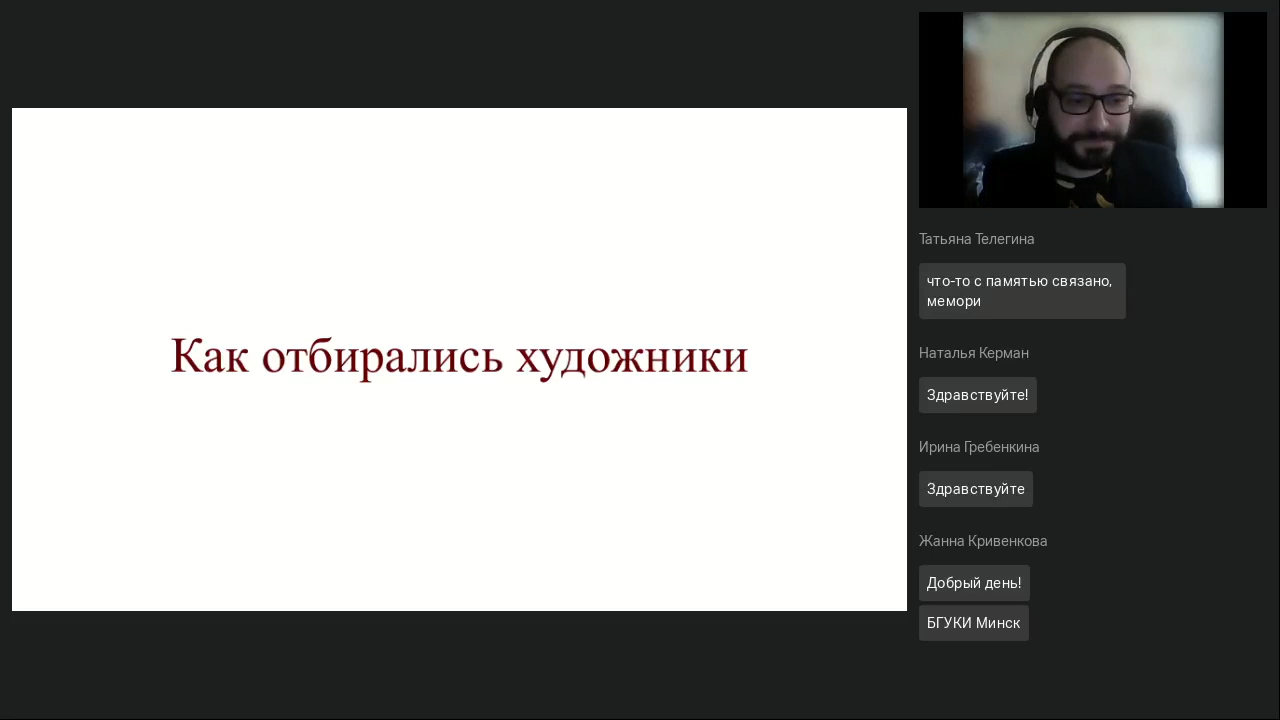 Как отбирались художники
Татьяна Телегина
что-то с памятью связано,
мемори
Наталья Керман
Здравствуйте!
Ирина Гребенкина
Здравствуйте
Жанна Кривенкова
Добрый день!
БГУКИ Минск